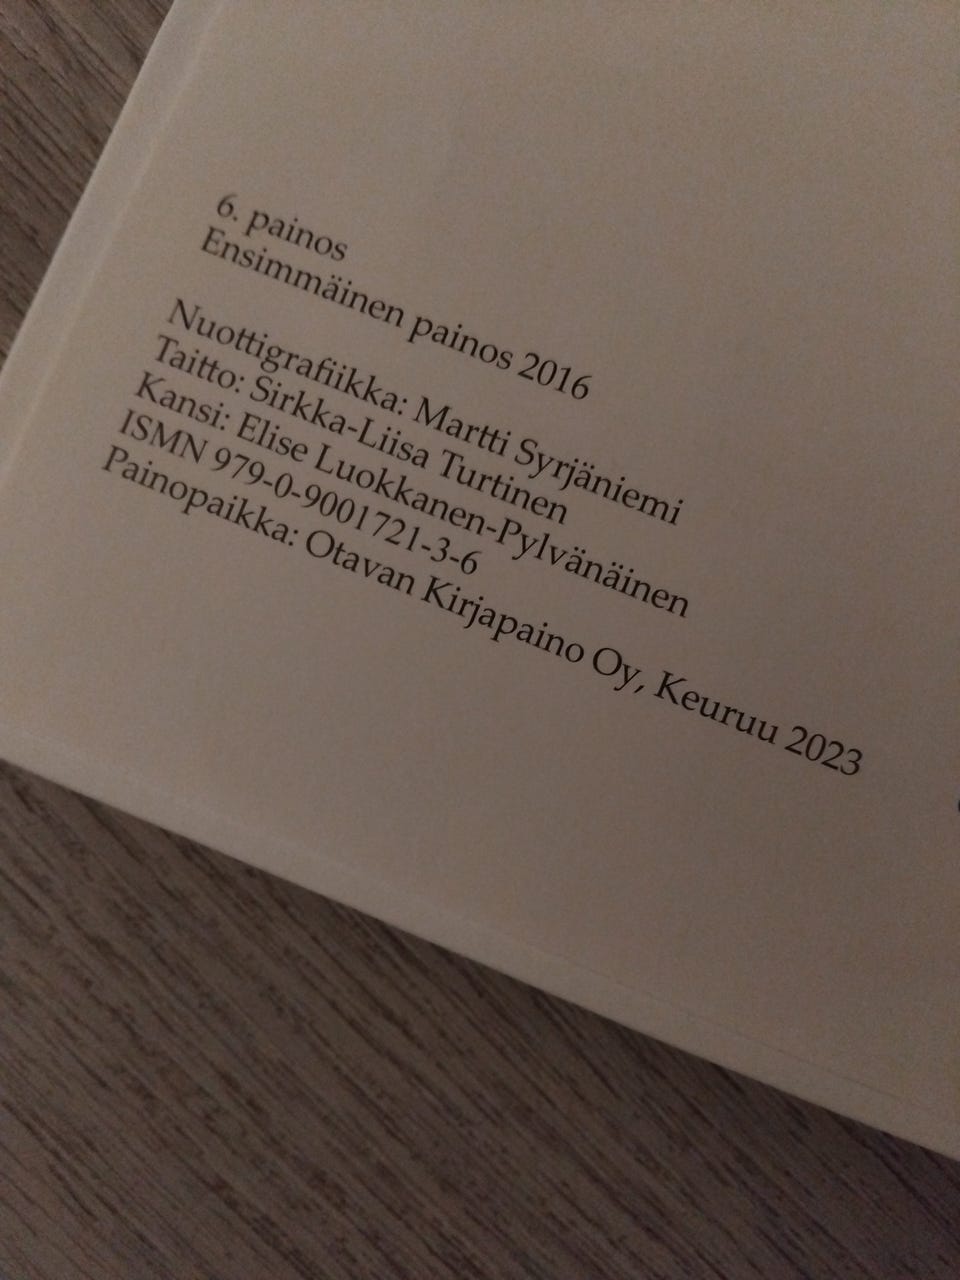 6. painos
Ensimmäinen painos 2016
Nuottigrafiikka: Martti Syrjäniemi
Taitto: Sirkka-Liisa Turtinen
Kansi: Elise Luokkanen-Pylvänäinen
ISMN 979-0-9001721-3-6
Painopaikka: Otavan Kirjapaino Oy, Keuruu 2023